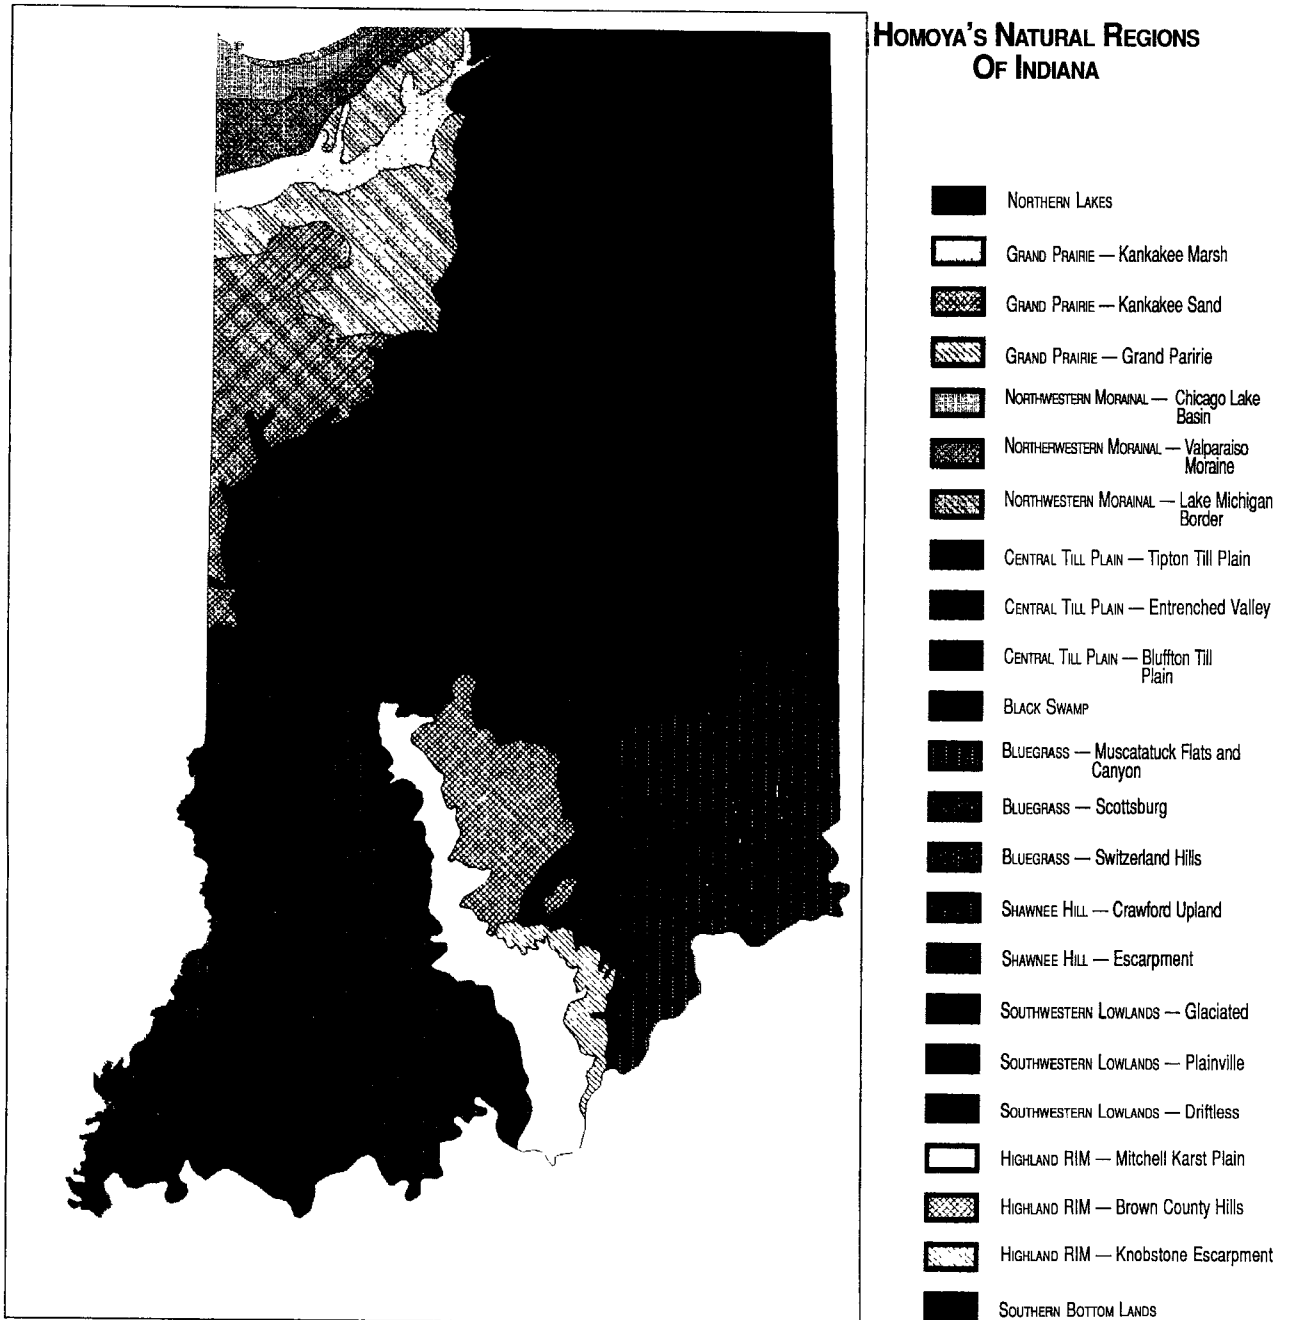 HOMOYA'S NATURAL REGIONS
OF INDIANA
NORTHERN LAKES
GRAND PRAIRIE — Kankakee Marsh
GRAND PRAIRIE — Kankakee Sand
GRAND PRAIRIE — Grand Paririe
NORTHWESTERN MORAINAL — Chicago Lake
Basin
NORTHERWESTERN MORAINAL — Valparaiso
Moraine
NORTHWESTERN MORAINAL — Lake Michigan
Border
CENTRAL TILL PLAIN — Tipton Till Plain
CENTRAL TILL PLAIN — Entrenched Valley
CENTRAL TILL PLAIN — Bluffton Till
Plain
BLACK SWAMP
BLUEGRASS — Muscatatuck Flats and
Canyon
BLUEGRASS — Scottsburg
BLUEGRASS — Switzerland Hills
SHAWNEE HILL — Crawford Upland
SHAWNEE HILL — Escarpment
SOUTHWESTERN LOWLANDS — Glaciated
SOUTHWESTERN LOWLANDS — Plainville
SOUTHWESTERN LOWLANDS — Driftless
HIGHLAND RIM — Mitchell Karst Plain
HIGHLAND RIM — Brown County Hills
HIGHLAND RIM — Knobstone Escarpment
SOUTHERN BOTTOM LANDS